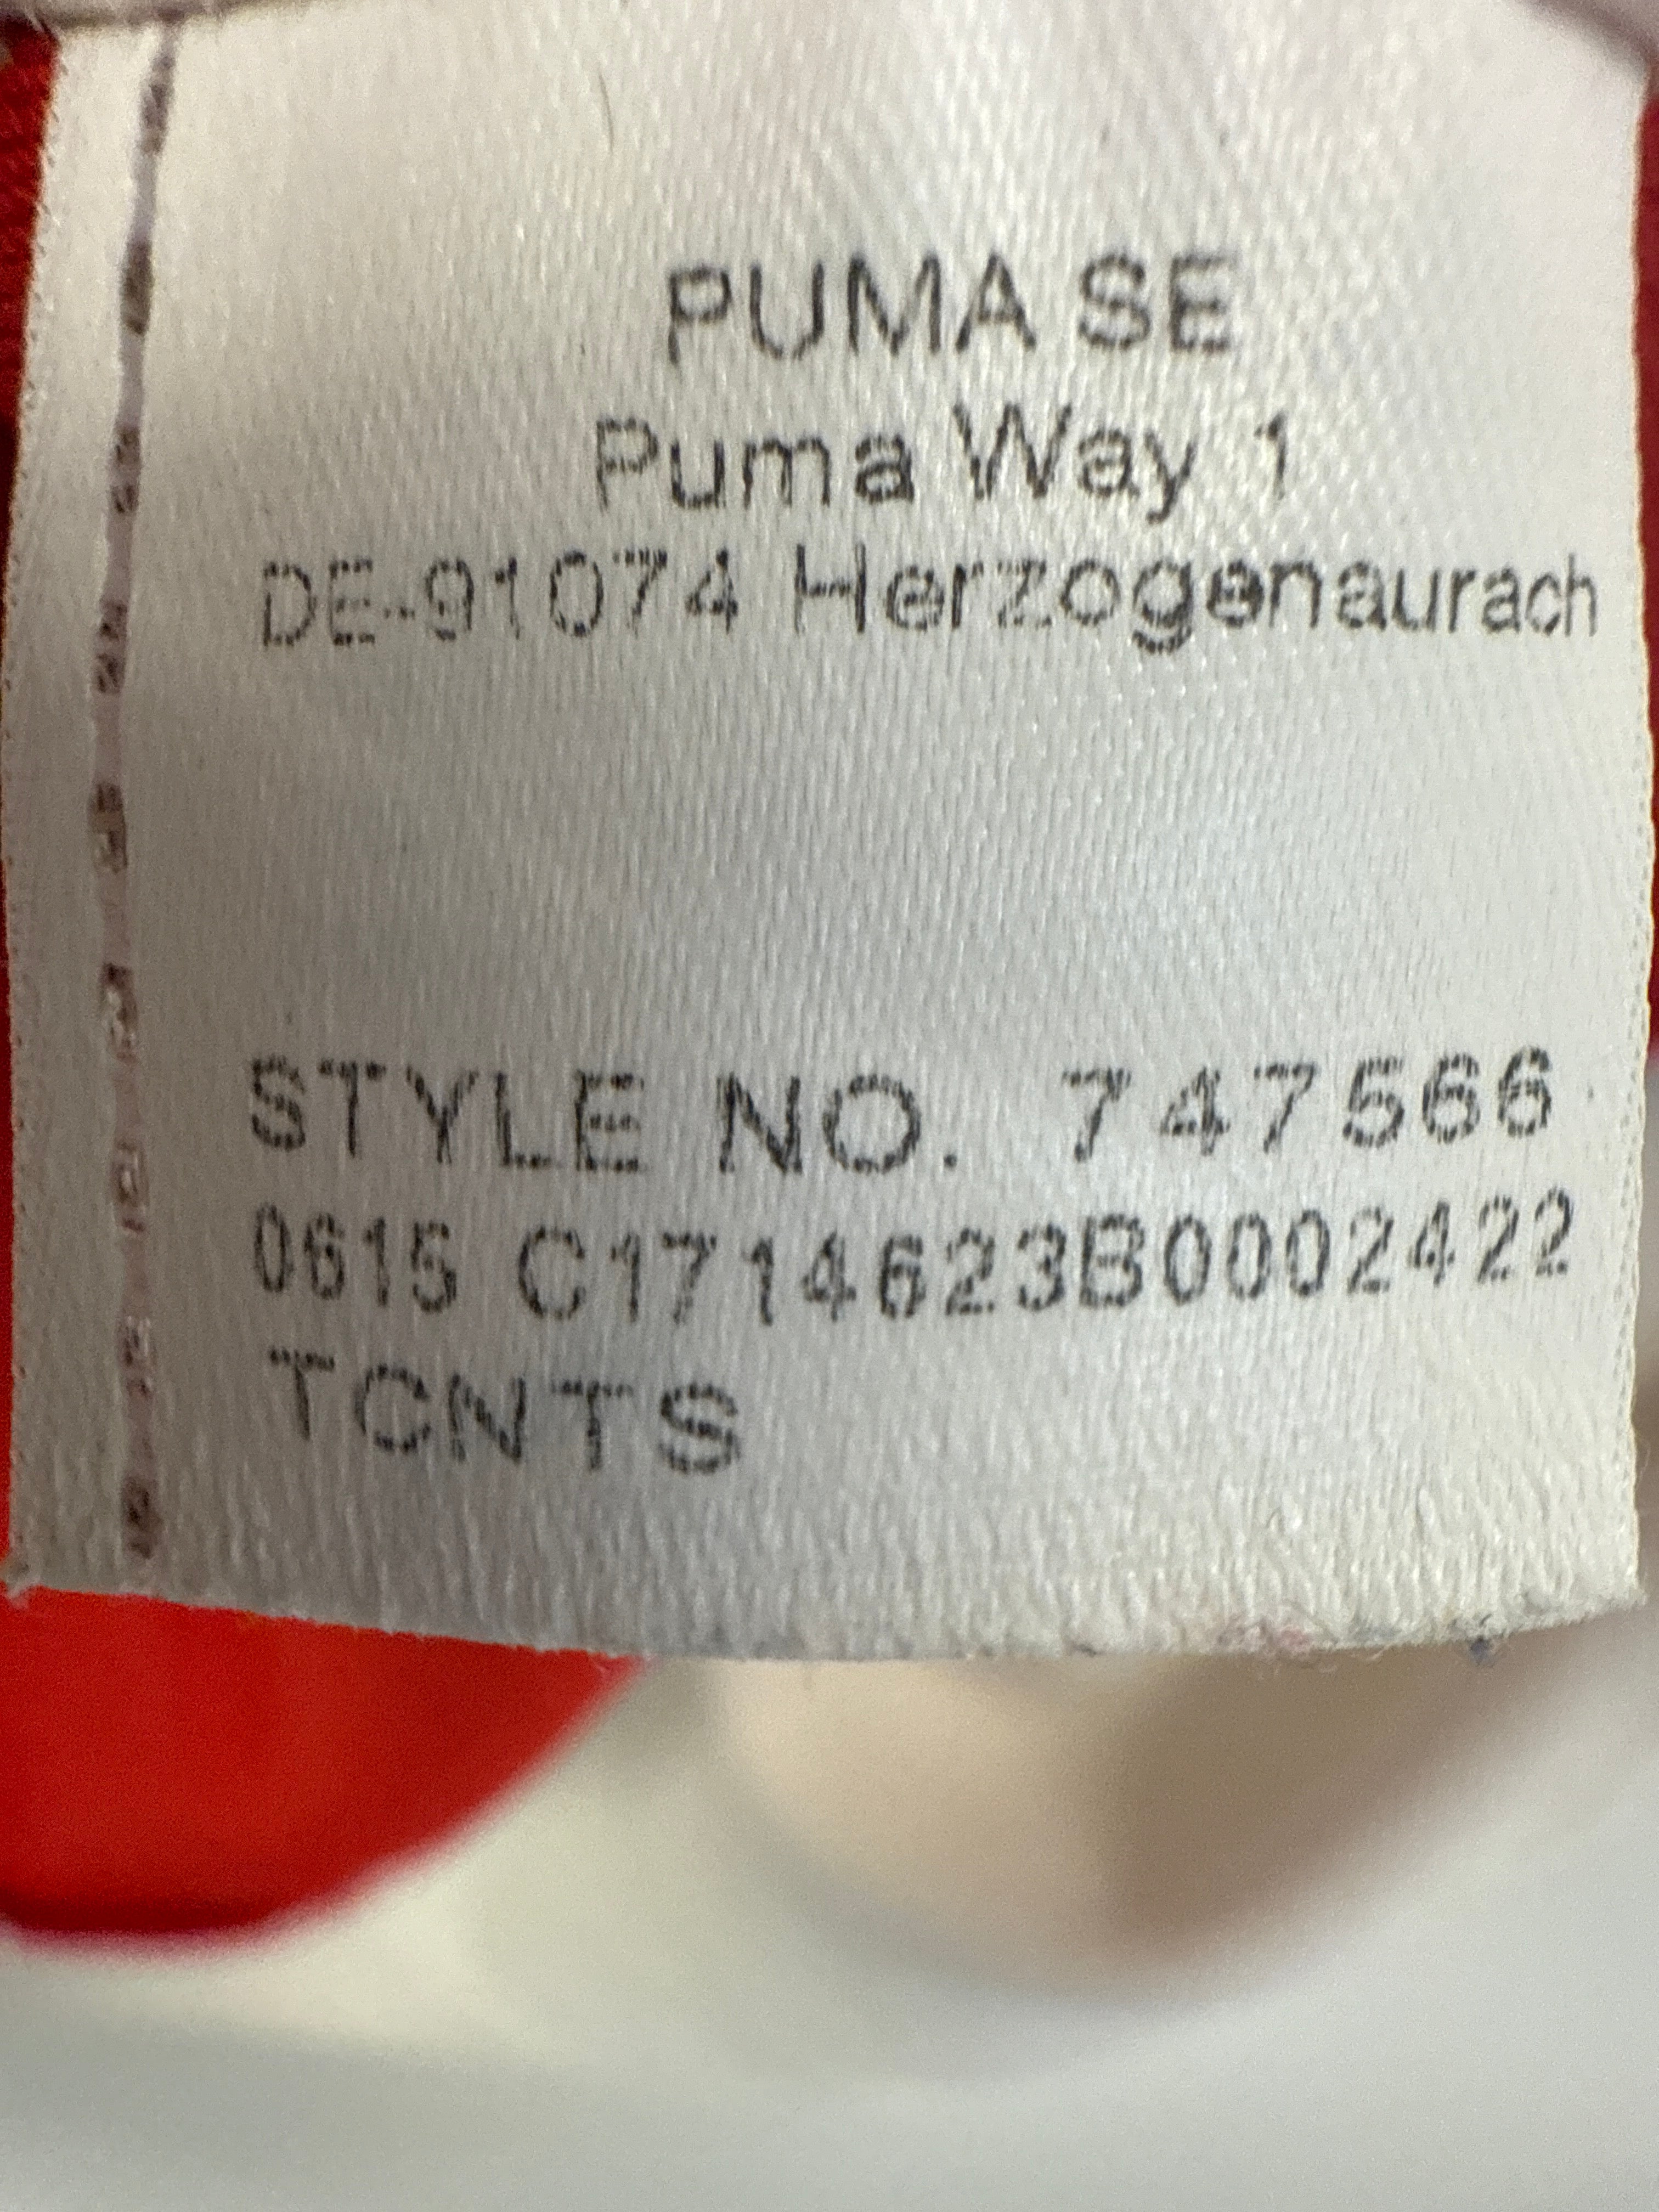 PUMA SE
Puma Way 1
DE-91074 Herzogenaurach
STYLE NO. 747566
0615 C1714623B0002422
TCNTS